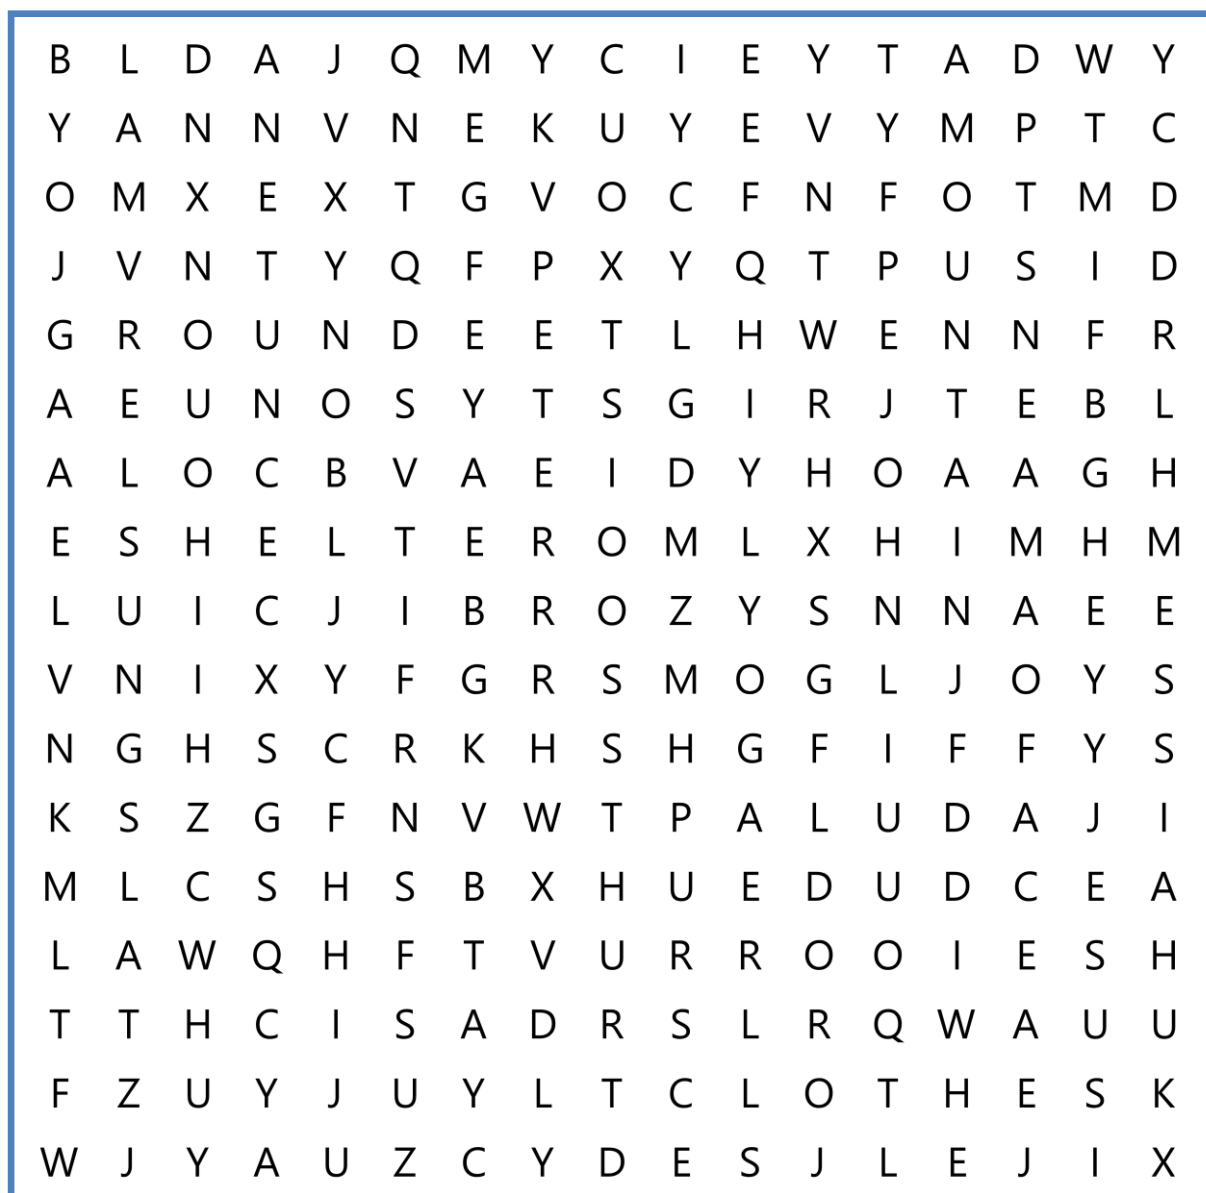 B L D A J Q M Y C I E Y T A D W Y
Y A N N V N E K U Y E V Y M P T C
O M X E X T G V O C F N F O T M D
J V N T Y Q F P X Y Q T P U S I D
G R O U N D E E T L H W E N N F R
A E U N O S Y T S G I R J T E B L
A L O C B V A E I D Y H O A A G H
E S H E L T E R O M L X H I M H M
L U I C J I B R O Z Y S N N A E E
V N I X Y F G R S M O G L J O Y S
N G H S C R K H S H G F I F F Y S
K S Z G F N V W T P A L U D A J I
M L C S H S B X H U E D U D C E A
L A W Q H F T V U R R O O I E S H
T T H C I S A D R S L R Q W A U U
F Z U Y J U Y L T C L O T H E S K
W J Y A U Z C Y D E S J L E J I X